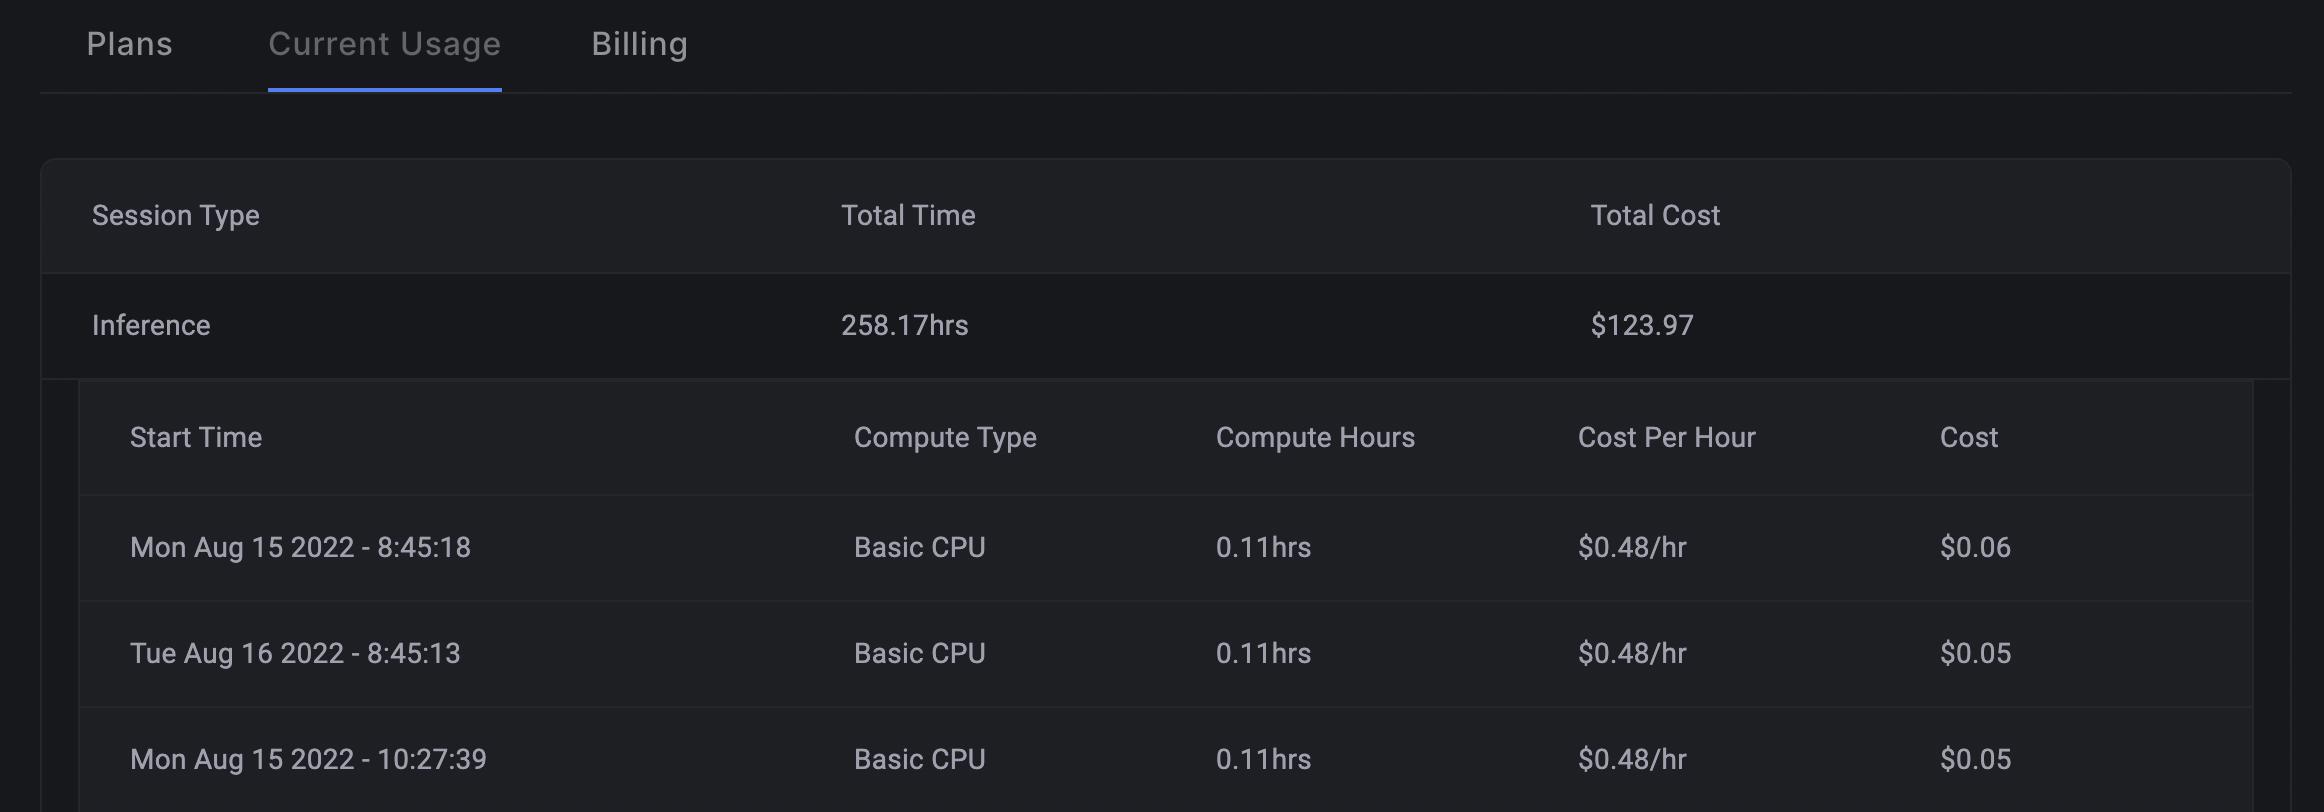 Plans Current Usage Billing
Session Type Total Time Total Cost
Inference 258.17hrs $123.97
Start Time Compute Type Compute Hours Cost Per Hour Cost
Mon Aug 15 2022 - 8:45:18 Basic CPU 0.11hrs $0.48/hr $0.06
Tue Aug 16 2022 - 8:45:13 Basic CPU 0.11hrs $0.48/hr $0.05
Mon Aug 15 2022 - 10:27:39 Basic CPU 0.11hrs $0.48/hr $0.05